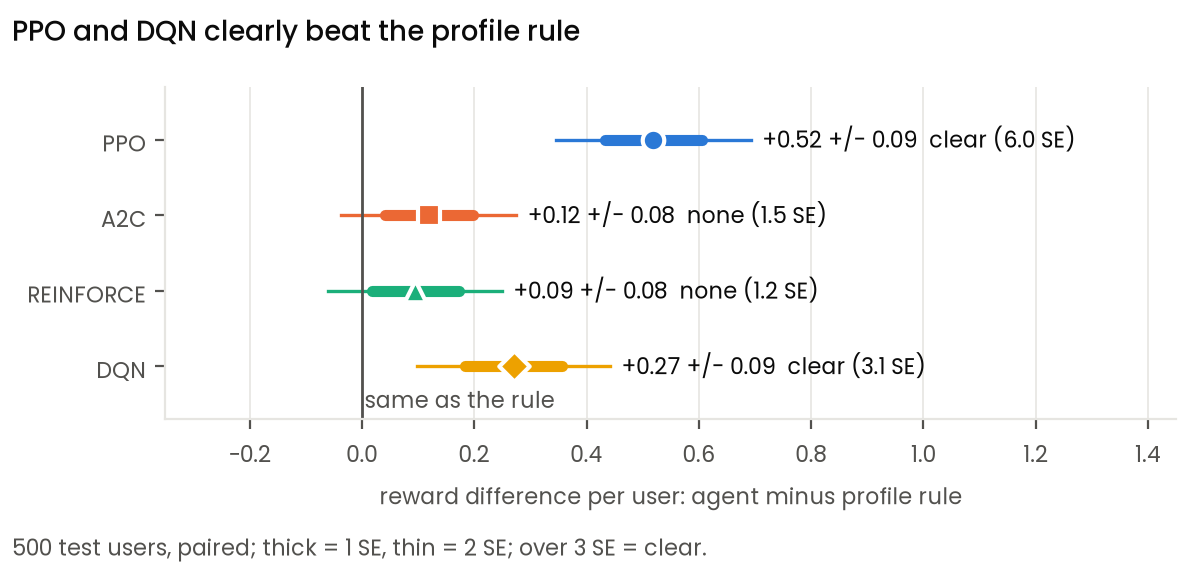 PPO and DQN clearly beat the profile rule
PPO
+0.52 +/- 0.09  clear (6.0 SE)
A2C
+0.12 +/- 0.08  none (1.5 SE)
REINFORCE
+0.09 +/- 0.08  none (1.2 SE)
DQN
+0.27 +/- 0.09  clear (3.1 SE)
same as the rule
−0.2 0.0 0.2 0.4 0.6 0.8 1.0 1.2 1.4
reward difference per user: agent minus profile rule
500 test users, paired; thick = 1 SE, thin = 2 SE; over 3 SE = clear.